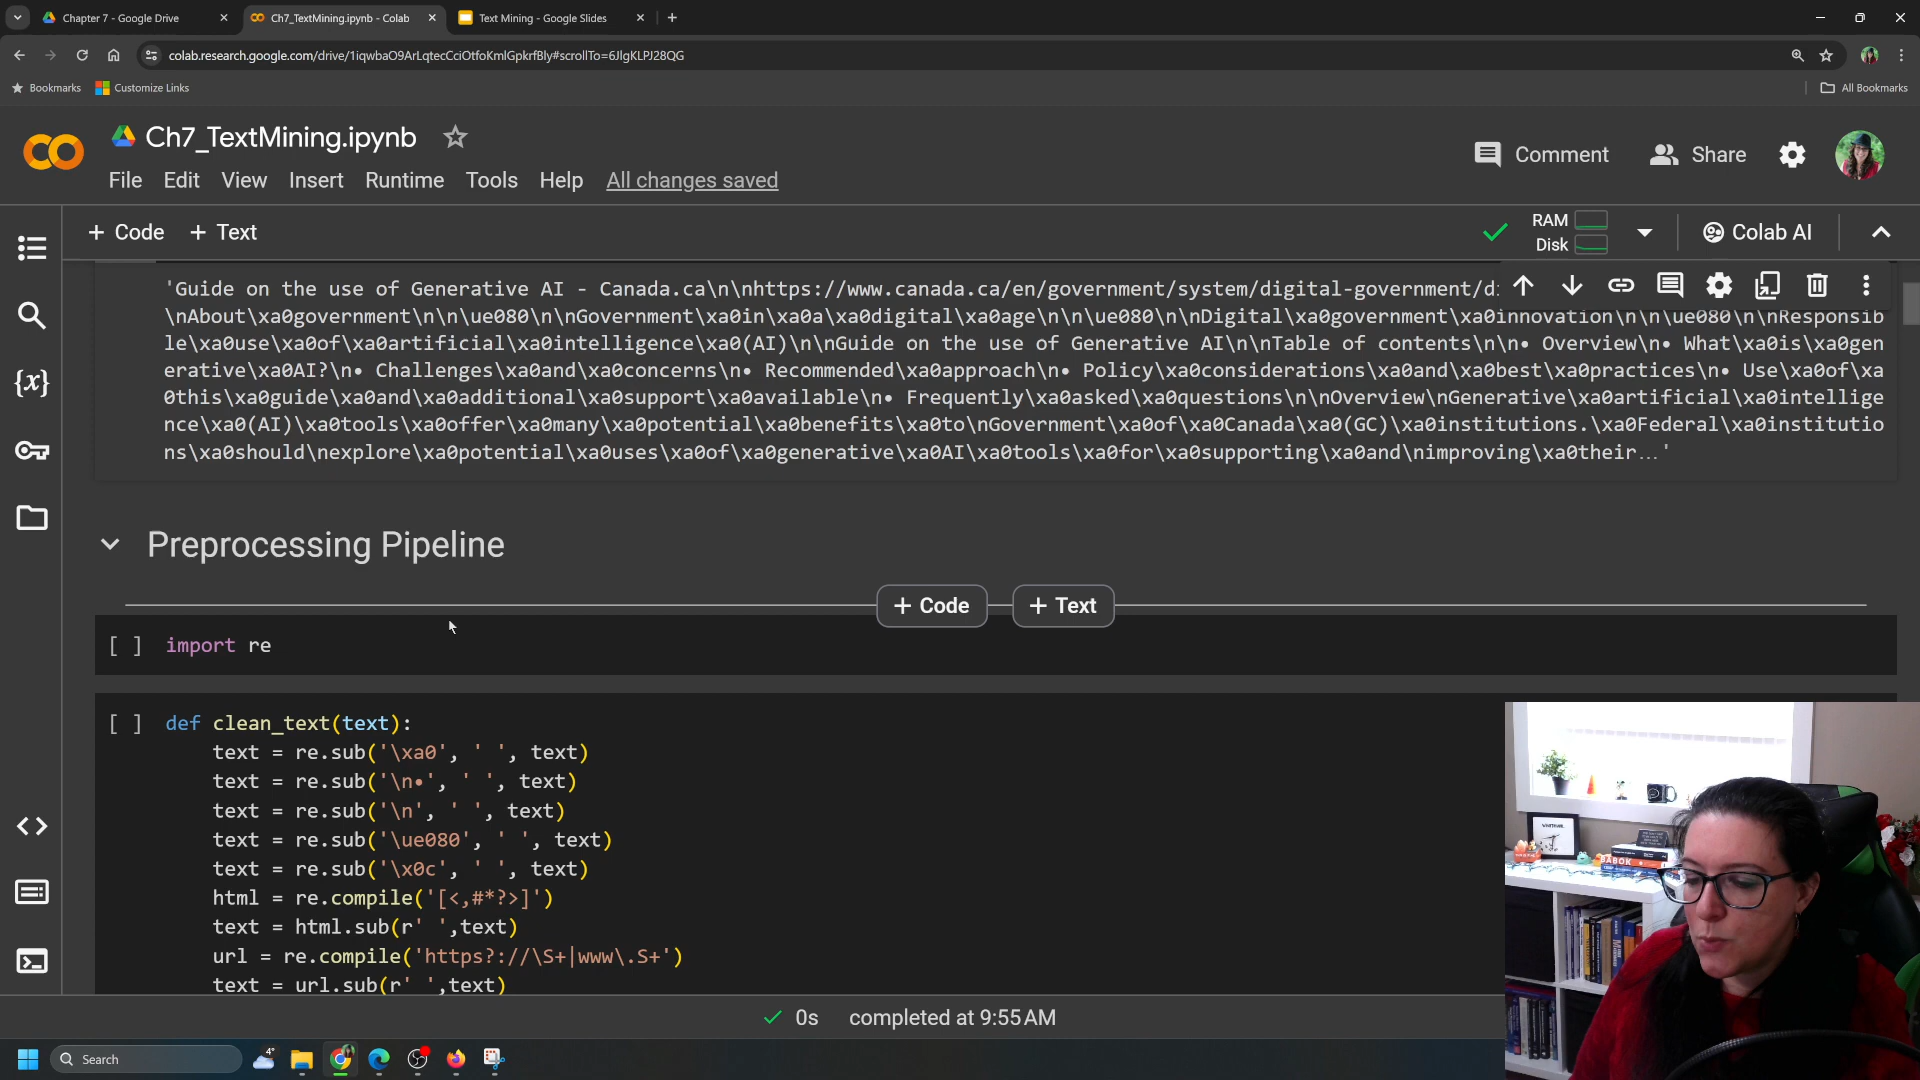 Chapter 7 - Google Drive
Ch7_TextMining.ipynb - Colab
Text Mining - Google Slides
colab.research.google.com/drive/1iqwbaO9ArLqtecCciOtfoKmlGpkrfBly#scrollTo=6JlgKLPJ28QG
Bookmarks
Customize Links
All Bookmarks
Ch7_TextMining.ipynb
Comment
Share
File Edit View Insert Runtime Tools Help All changes saved
+ Code + Text
RAM
Disk
Colab AI
'Guide on the use of Generative AI - Canada.ca\n\nhttps://www.canada.ca/en/government/system/digital-government/d
\nAbout\xa0government\n\n\ue080\n\nGovernment\xa0in\xa0a\xa0digital\xa0age\n\n\ue080\n\nDigital\xa0government\xa0innovation\n\n\ue080\n\nResponsib
le\xa0use\xa0of\xa0artificial\xa0intelligence\xa0(AI)\n\nGuide on the use of Generative AI\n\nTable of contents\n\n• Overview\n• What\xa0is\xa0gen
erative\xa0AI?\n• Challenges\xa0and\xa0concerns\n• Recommended\xa0approach\n• Policy\xa0considerations\xa0and\xa0best\xa0practices\n• Use\xa0of\xa
0this\xa0guide\xa0and\xa0additional\xa0support\xa0available\n• Frequently\xa0asked\xa0questions\n\nOverview\nGenerative\xa0artificial\xa0intellige
nce\xa0(AI)\xa0tools\xa0offer\xa0many\xa0potential\xa0benefits\xa0to\nGovernment\xa0of\xa0Canada\xa0(GC)\xa0institutions.\xa0Federal\xa0institutio
ns\xa0should\nexplore\xa0potential\xa0uses\xa0of\xa0generative\xa0AI\xa0tools\xa0for\xa0supporting\xa0and\nimproving\xa0their…'
Preprocessing Pipeline
+ Code + Text
[ ] import re
[ ] def clean_text(text):
text = re.sub('\xa0', ' ', text)
text = re.sub('\n•', ' ', text)
text = re.sub('\n', ' ', text)
text = re.sub('\ue080', ' ', text)
text = re.sub('\x0c', ' ', text)
html = re.compile('[<,#*?>]')
text = html.sub(r' ',text)
url = re.compile('https?://\S+|www\.S+')
text = url.sub(r' ',text)
0s completed at 9:55 AM
BABOK
Search
4°